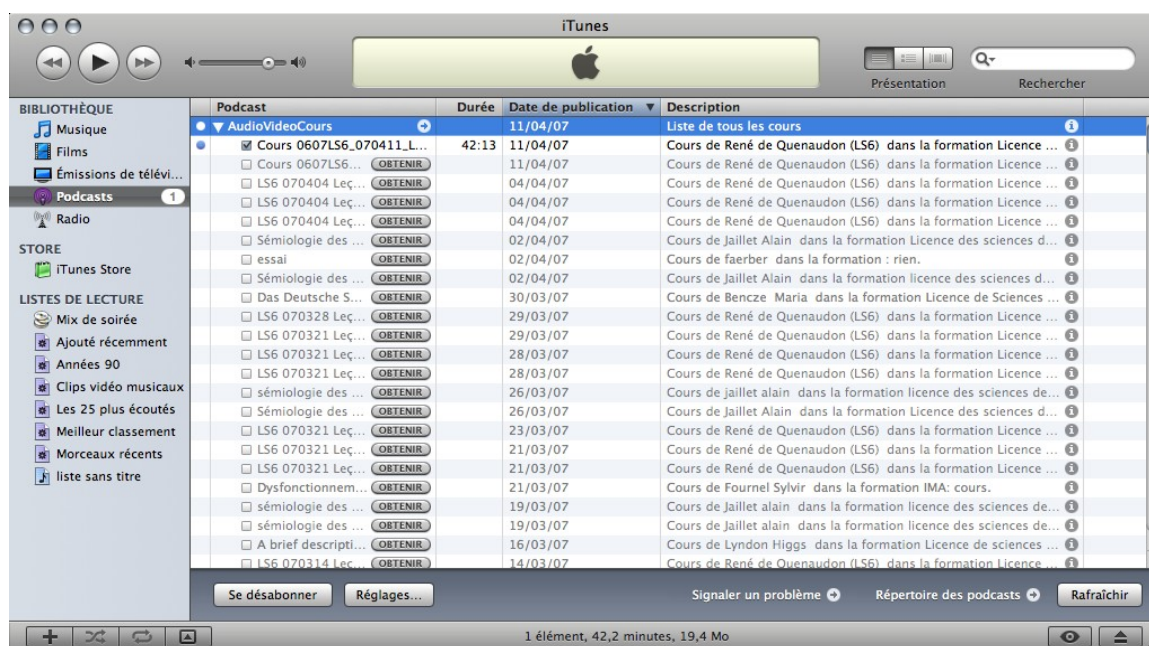 iTunes
Présentation
Rechercher
BIBLIOTHÈQUE
Musique
Films
Émissions de télévi...
Podcasts 1
Radio
STORE
iTunes Store
LISTES DE LECTURE
Mix de soirée
Ajouté récemment
Années 90
Clips vidéo musicaux
Les 25 plus écoutés
Meilleur classement
Morceaux récents
liste sans titre
Podcast Durée Date de publication Description
AudioVideoCours 11/04/07 Liste de tous les cours
Cours 0607LS6_070411_L... 42:13 11/04/07 Cours de René de Quenaudon (LS6) dans la formation Licence ...
Cours 0607LS6... OBTENIR 11/04/07 Cours de René de Quenaudon (LS6) dans la formation Licence ...
LS6 070404 Leç... OBTENIR 04/04/07 Cours de René de Quenaudon (LS6) dans la formation Licence ...
LS6 070404 Leç... OBTENIR 04/04/07 Cours de René de Quenaudon (LS6) dans la formation Licence ...
LS6 070404 Leç... OBTENIR 04/04/07 Cours de René de Quenaudon (LS6) dans la formation Licence ...
Sémiologie des ... OBTENIR 02/04/07 Cours de Jaillet Alain dans la formation Licence des sciences d...
essai OBTENIR 02/04/07 Cours de faerber dans la formation : rien.
Sémiologie des ... OBTENIR 02/04/07 Cours de Jaillet Alain dans la formation licence des sciences d...
Das Deutsche S... OBTENIR 30/03/07 Cours de Bencze Maria dans la formation Licence de Sciences ...
LS6 070328 Leç... OBTENIR 29/03/07 Cours de René de Quenaudon (LS6) dans la formation Licence ...
LS6 070321 Leç... OBTENIR 29/03/07 Cours de René de Quenaudon (LS6) dans la formation Licence ...
LS6 070321 Leç... OBTENIR 28/03/07 Cours de René de Quenaudon (LS6) dans la formation Licence ...
LS6 070321 Leç... OBTENIR 28/03/07 Cours de René de Quenaudon (LS6) dans la formation Licence ...
sémiologie des ... OBTENIR 26/03/07 Cours de jaillet alain dans la formation licence des sciences de...
Sémiologie des ... OBTENIR 26/03/07 Cours de Jaillet Alain dans la formation Licence des sciences d...
LS6 070321 Leç... OBTENIR 23/03/07 Cours de René de Quenaudon (LS6) dans la formation Licence ...
LS6 070321 Leç... OBTENIR 21/03/07 Cours de René de Quenaudon (LS6) dans la formation Licence ...
LS6 070321 Leç... OBTENIR 21/03/07 Cours de René de Quenaudon (LS6) dans la formation Licence ...
Dysfonctionnem... OBTENIR 21/03/07 Cours de Fournel Sylvir dans la formation IMA: cours.
sémiologie des ... OBTENIR 19/03/07 Cours de Jaillet alain dans la formation licence des sciences de...
sémiologie des ... OBTENIR 19/03/07 Cours de Jaillet alain dans la formation licence des sciences de...
A brief descripti... OBTENIR 16/03/07 Cours de Lyndon Higgs dans la formation Licence de sciences ...
LS6 070314 Leç... OBTENIR 14/03/07 Cours de René de Quenaudon (LS6) dans la formation Licence ...
Se désabonner Réglages... Signaler un problème Répertoire des podcasts Rafraîchir
1 élément, 42,2 minutes, 19,4 Mo